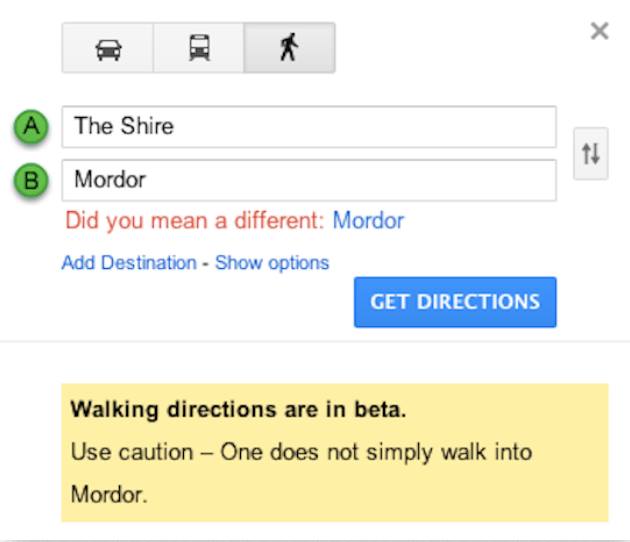 A The Shire
B Mordor
Did you mean a different: Mordor
Add Destination - Show options
GET DIRECTIONS
Walking directions are in beta.
Use caution – One does not simply walk into
Mordor.